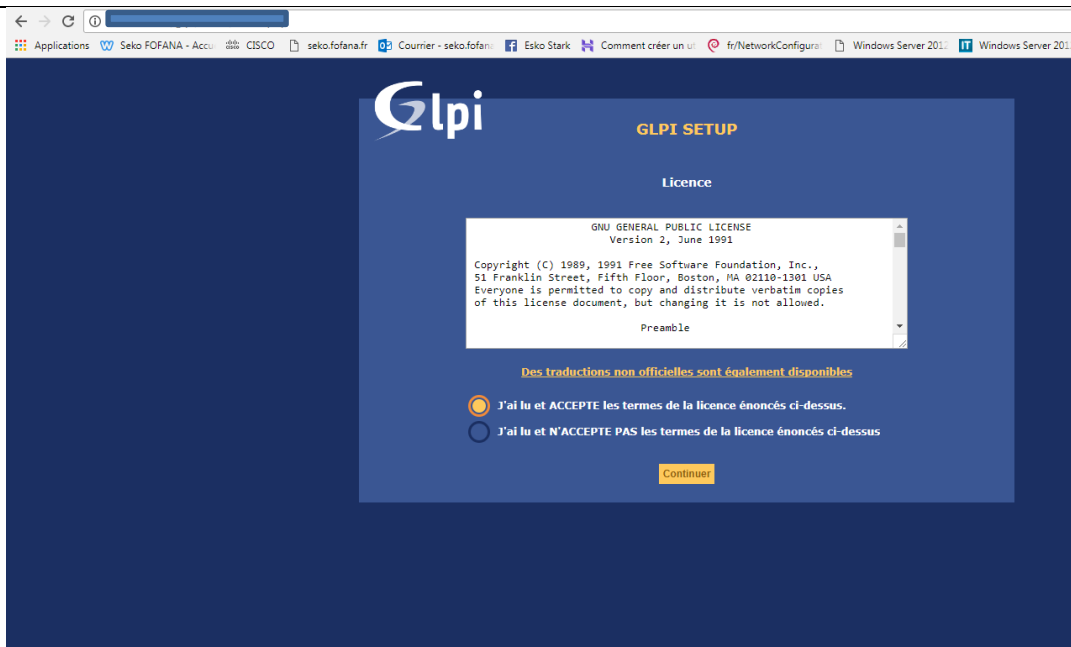 Applications Seko FOFANA - Accu CISCO seko.fofana.fr Courrier - seko.fofana Esko Stark Comment créer un ut fr/NetworkConfigurat Windows Server 2012 IT Windows Server 201
Glpi
GLPI SETUP
Licence
GNU GENERAL PUBLIC LICENSE
Version 2, June 1991
Copyright (C) 1989, 1991 Free Software Foundation, Inc.,
51 Franklin Street, Fifth Floor, Boston, MA 02110-1301 USA
Everyone is permitted to copy and distribute verbatim copies
of this license document, but changing it is not allowed.
Preamble
Des traductions non officielles sont également disponibles
J'ai lu et ACCEPTE les termes de la licence énoncés ci-dessus.
J'ai lu et N'ACCEPTE PAS les termes de la licence énoncés ci-dessus
Continuer